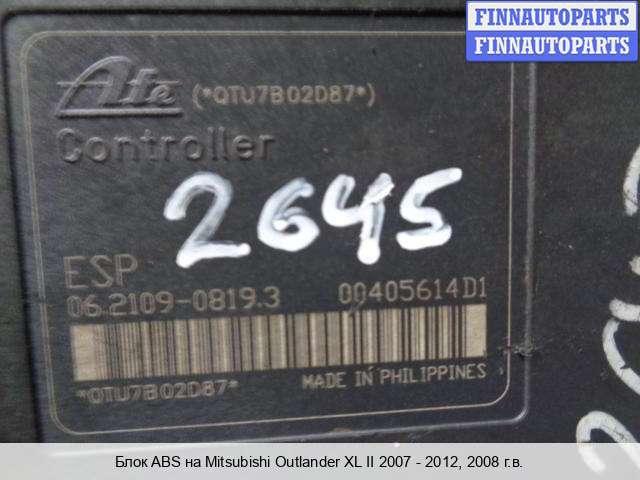 FINNAUTOPARTS
FINNAUTOPARTS
Ate (*QTU7B02D87*)
Controller
2645
ESP
06.2109-0819.3 00405614D1
*QTU7B02D87*
MADE IN PHILIPPINES
Блок ABS на Mitsubishi Outlander XL II 2007 - 2012, 2008 г.в.